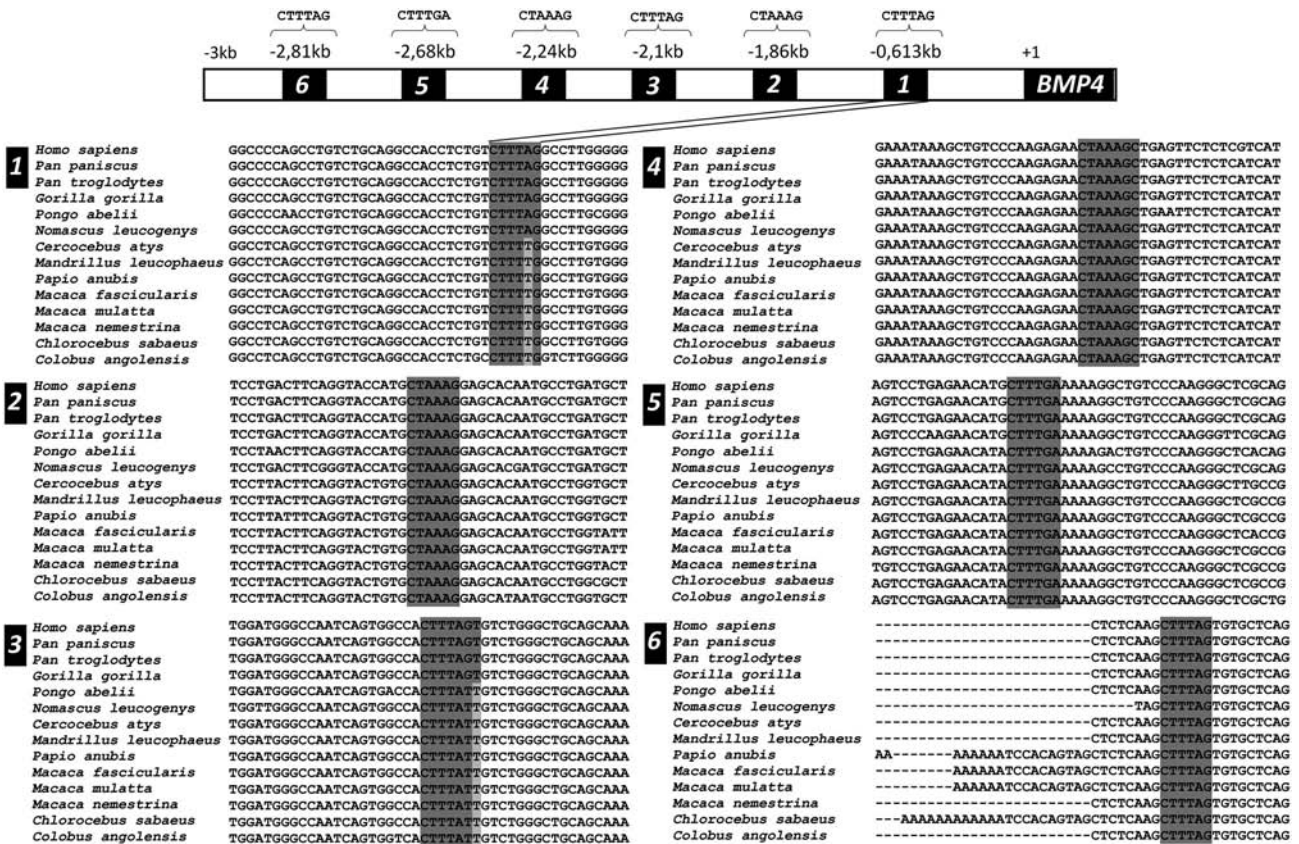 CTTTAG CTTTGA CTAAAG CTTTAG CTAAAG CTTTAG
-3kb -2,81kb -2,68kb -2,24kb -2,1kb -1,86kb -0,613kb +1
6 5 4 3 2 1 BMP4
1
Homo sapiens GGCCCCAGCCTGTCTGCAGGCCACCTCTGTCTTTAGGCCTTGGGGG
Pan paniscus GGCCCCAGCCTGTCTGCAGGCCACCTCTGTCTTTAGGCCTTGGGGG
Pan troglodytes GGCCCCAGCCTGTCTGCAGGCCACCTCTGTCTTTAGGCCTTGGGGG
Gorilla gorilla GGCCCCAGCCTGTCTGCAGGCCACCTCTGTCTTTAGGCCTTGGGGG
Pongo abelii GGCCCCAACCTGTCTGCAGGCCACCTCTGTCTTTAGGCCTTGCGGG
Nomascus leucogenys GGCCCCAGCCTGTCTGCAGGCCACCTCTGTCTTTAGGCCTTGGGGG
Cercocebus atys GGCCTCAGCCTGTCTGCAGGCCACCTCTGTCTTTTGGCCTTGTGGG
Mandrillus leucophaeus GGCCTCAGCCTGTCTGCAGGCCACCTCTGTCTTTTGGCCTTGTGGG
Papio anubis GGCCTCAGCCTGTCTGCAGGCCACCTCTGTCTTTTGGCCTTGTGGG
Macaca fascicularis GGCCTCAGCCTGTCTGCAGGCCACCTCTGTCTTTTGGCCTTGTGGG
Macaca mulatta GGCCTCAGCCTGTCTGCAGGCCACCTCTGTCTTTTGGCCTTGTGGG
Macaca nemestrina GGCCTCAGCCTGTCTGCAGGCCACCTCTGTCTTTTGGCCTTGTGGG
Chlorocebus sabaeus GGCCTCAGCCTGTCTGCAGGCCACCTCTGTCTTTTGGCCTTGTGGG
Colobus angolensis GGCCTCAGCCTGTCTGCAGGCCACCTCTGCCTTTTGGTCTTGGGGG
2
Homo sapiens TCCTGACTTCAGGTACCATGCTAAAGGAGCACAATGCCTGATGCT
Pan paniscus TCCTGACTTCAGGTACCATGCTAAAGGAGCACAATGCCTGATGCT
Pan troglodytes TCCTGACTTCAGGTACCATGCTAAAGGAGCACAATGCCTGATGCT
Gorilla gorilla TCCTGACTTCAGGTACCATGCTAAAGGAGCACAATGCCTGATGCT
Pongo abelii TCCTAACTTCAGGTACCATGCTAAAGGAGCACAATGCCTGATGCT
Nomascus leucogenys TCCTGACTTCGGGTACCATGCTAAAGGAGCACGATGCCTGATGCT
Cercocebus atys TCCTTACTTCAGGTACTGTGCTAAAGGAGCACAATGCCTGGTGCT
Mandrillus leucophaeus TCCTTACTTCAGGTACTGTGCTAAAGGAGCACAATGCCTGGTGCT
Papio anubis TCCTTATTTCAGGTACTGTGCTAAAGGAGCACAATGCCTGGTGCT
Macaca fascicularis TCCTTACTTCAGGTACTGTGCTAAAGGAGCACAATGCCTGGTATT
Macaca mulatta TCCTTACTTCAGGTACTGTGCTAAAGGAGCACAATGCCTGGTATT
Macaca nemestrina TCCTTACTTCAGGTACTGTGCTAAAGGAGCACAATGCCTGGTACT
Chlorocebus sabaeus TCCTTACTTCAGGTACTGTGCTAAAGGAGCACAATGCCTGGCGCT
Colobus angolensis TCCTTACTTCAGGTACTGTGCTAAAGGAGCATAATGCCTGGTGCT
3
Homo sapiens TGGATGGGCCAATCAGTGGCCACTTTAGTGTCTGGGCTGCAGCAAA
Pan paniscus TGGATGGGCCAATCAGTGGCCACTTTAGTGTCTGGGCTGCAGCAAA
Pan troglodytes TGGATGGGCCAATCAGTGGCCACTTTAGTGTCTGGGCTGCAGCAAA
Gorilla gorilla TGGATGGGCCAATCAGTGGCCACTTTAGTGTCTGGGCTGCAGCAAA
Pongo abelii TGGATGGGCCAATCAGTGACCACTTTATTGTCTGGGCTGCAGCAAA
Nomascus leucogenys TGGTTGGGCCAATCAGTGGCCACTTTATTGTCTGGGCTGCAGCAAA
Cercocebus atys TGGATGGGCCAATCAGTGGCCACTTTATTGTCTGGGCTGCAGCAAA
Mandrillus leucophaeus TGGATGGGCCAATCAGTGGCCACTTTATTGTCTGGGCTGCAGCAAA
Papio anubis TGGATGGGCCAATCAGTGGCCACTTTATTGTCTGGGCTGCAGCAAA
Macaca fascicularis TGGATGGGCCAATCAGTGGCCACTTTATTGTCTGGGCTGCAGCAAA
Macaca mulatta TGGATGGGCCAATCAGTGGCCACTTTATTGTCTGGGCTGCAGCAAA
Macaca nemestrina TGGATGGGCCAATCAGTGGCCACTTTATTGTCTGGGCTGCAGCAAA
Chlorocebus sabaeus TGGATGGGCCAATCAGTGGCCACTTTATTGTCTGGGCTGCAGCAAA
Colobus angolensis TGGATGGGCCAATCAGTGGTCACTTTATTGTCTGGGCTGCAGCAAA
4
Homo sapiens GAAATAAAGCTGTCCCAAGAGAACTAAAGCTGAGTTCTCTCGTCAT
Pan paniscus GAAATAAAGCTGTCCCAAGAGAACTAAAGCTGAGTTCTCTCATCAT
Pan troglodytes GAAATAAAGCTGTCCCAAGAGAACTAAAGCTGAGTTCTCTCATCAT
Gorilla gorilla GAAATAAAGCTGTCCCAAGAGAACTAAAGCTGAGTTCTCTCATCAT
Pongo abelii GAAATAAAGCTGTCCCAAGAGAACTAAAGCTGAATTCTCTCATCAT
Nomascus leucogenys GAAATAAAGCTGTCCCAAGAGAACTAAAGCTGAGTTCTCTCATCAT
Cercocebus atys GAAATAAAGCTGTCCCAAGAGAACTAAAGCTGAGTTCTCTCATCAT
Mandrillus leucophaeus GAAATAAAGCTGTCCCAAGAGAACTAAAGCTGAGTTCTCTCATCAT
Papio anubis GAAATAAAGCTGTCCCAAGAGAACTAAAGCTGAGTTCTCTCATCAT
Macaca fascicularis GAAATAAAGCTGTCCCAAGAGAACTAAAGCTGAGTTCTCTCATCAT
Macaca mulatta GAAATAAAGCTGTCCCAAGAGAACTAAAGCTGAGTTCTCTCATCAT
Macaca nemestrina GAAATAAAGCTGTCCCAAGAGAACTAAAGCTGAGTTCTCTCATCAT
Chlorocebus sabaeus GAAATAAAGCTGTCCCAAGAGAACTAAAGCTGAGTTCTCTCATCAT
Colobus angolensis GAAATAAAGCTGTCCCAAGAGAACTAAAGCTGAGTTCTCTCATCAT
5
Homo sapiens AGTCCTGAGAACATGCTTTGAAAAAGGCTGTCCCAAGGGCTCGCAG
Pan paniscus AGTCCTGAGAACATGCTTTGAAAAAGGCTGTCCCAAGGGCTCGCAG
Pan troglodytes AGTCCTGAGAACATGCTTTGAAAAAGGCTGTCCCAAGGGCTCGCAG
Gorilla gorilla AGTCCCAAGAACATGCTTTGAAAAAGGCTGTCCCAAGGGTTCGCAG
Pongo abelii AGTCCTGAGAACATACTTTGAAAAAGACTGTCCCAAGGGCTCACAG
Nomascus leucogenys AGTCCTGAGAACATACTTTGAAAAAGCCTGTCCCAAGGGCTCGCAG
Cercocebus atys AGTCCTGAGAACATACTTTGAAAAAGGCTGTCCCAAGGGCTTGCCG
Mandrillus leucophaeus AGTCCTGAGAACATACTTTGAAAAAGGCTGTCCCAAGGGCTCGCCG
Papio anubis AGTCCTGAGAACATACTTTGAAAAAGGCTGTCCCAAGGGCTCGCCG
Macaca fascicularis AGTCCTGAGAACATACTTTGAAAAAGGCTGTCCCAAGGGCTCACCG
Macaca mulatta AGTCCTGAGAACATACTTTGAAAAAGGCTGTCCCAAGGGCTCGCCG
Macaca nemestrina TGTCCTGAGAACATACTTTGAAAAAGGCTGTCCCAAGGGCTCGCCG
Chlorocebus sabaeus AGTCCTGAGAACATACTTTGAAAAAGGCTGTCCCAAGGGCTCGCCG
Colobus angolensis AGTCCTGAGAACATACTTTGAAAAAGGCTGTCCCAAGGGCTCGCTG
6
Homo sapiens -------------------------CTCTCAAGCTTTAGTGTGCTCAG
Pan paniscus -------------------------CTCTCAAGCTTTAGTGTGCTCAG
Pan troglodytes -------------------------CTCTCAAGCTTTAGTGTGCTCAG
Gorilla gorilla -------------------------CTCTCAAGCTTTAGTGTGCTCAG
Pongo abelii -------------------------CTCTCAAGCTTTAGTGTGCTCAG
Nomascus leucogenys ------------------------------TAGCTTTAGTGTGCTCAG
Cercocebus atys -------------------------CTCTCAAGCTTTAGTGTGCTCAG
Mandrillus leucophaeus -------------------------CTCTCAAGCTTTAGTGTGCTCAG
Papio anubis AA-------AAAAAATCCACAGTAGCTCTCAAGCTTTAGTGTGCTCAG
Macaca fascicularis ---------AAAAAATCCACAGTAGCTCTCAAGCTTTAGTGTGCTCAG
Macaca mulatta ---------AAAAAATCCACAGTAGCTCTCAAGCTTTAGTGTGCTCAG
Macaca nemestrina -------------------------CTCTCAAGCTTTAGTGTGCTCAG
Chlorocebus sabaeus ---AAAAAAAAAAAATCCACAGTAGCTCTCAAGCTTTAGTGTGCTCAG
Colobus angolensis -------------------------CTCTCAAGCTTTAGTGTGCTCAG